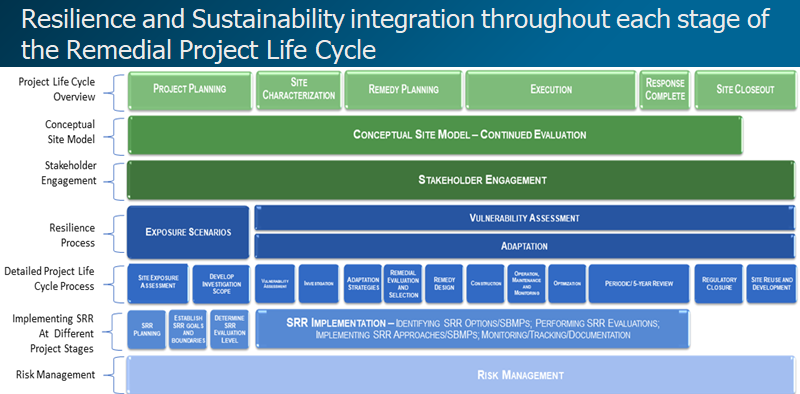 Resilience and Sustainability integration throughout each stage of
the Remedial Project Life Cycle
Project Life Cycle
Overview
PROJECT PLANNING
SITE
CHARACTERIZATION
REMEDY PLANNING
EXECUTION
RESPONSE
COMPLETE
SITE CLOSEOUT
Conceptual
Site Model
CONCEPTUAL SITE MODEL – CONTINUED EVALUATION
Stakeholder
Engagement
STAKEHOLDER ENGAGEMENT
Resilience
Process
EXPOSURE SCENARIOS
VULNERABILITY ASSESSMENT
ADAPTATION
Detailed Project Life
Cycle Process
SITE EXPOSURE
ASSESSMENT
DEVELOP
INVESTIGATION
SCOPE
VULNERABILITY
ASSESSMENT
INVESTIGATION
ADAPTATION
STRATEGIES
REMEDIAL
EVALUATION
AND
SELECTION
REMEDY
DESIGN
CONSTRUCTION
OPERATION,
MAINTENANCE
AND
MONITORING
OPTIMIZATION
PERIODIC/ 5-YEAR REVIEW
REGULATORY
CLOSURE
SITE REUSE AND
DEVELOPMENT
Implementing SRR
At Different
Project Stages
SRR
PLANNING
ESTABLISH
SRR GOALS
AND
BOUNDARIES
DETERMINE
SRR
EVALUATION
LEVEL
SRR IMPLEMENTATION – IDENTIFYING SRR OPTIONS/SBMPS; PERFORMING SRR EVALUATIONS;
IMPLEMENTING SRR APPROACHES/SBMPS; MONITORING/TRACKING/DOCUMENTATION
Risk Management
RISK MANAGEMENT